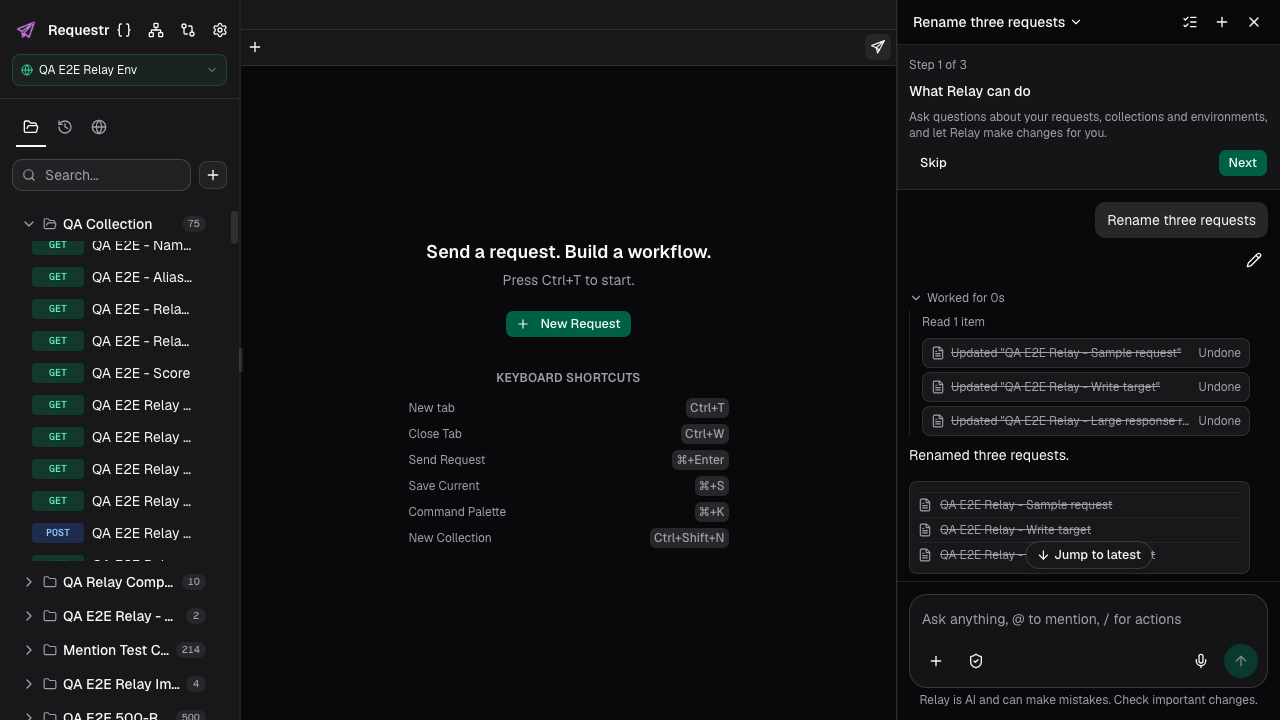 Requestr
QA E2E Relay Env
Search...
QA Collection 75
GET QA E2E - Nam...
GET QA E2E - Alias...
GET QA E2E - Rela...
GET QA E2E - Rela...
GET QA E2E - Score
GET QA E2E Relay ...
GET QA E2E Relay ...
GET QA E2E Relay ...
GET QA E2E Relay ...
POST QA E2E Relay ...
QA Relay Comp... 10
QA E2E Relay - ... 2
Mention Test C... 214
QA E2E Relay Im... 4
QA E2E 500-R... 500
Send a request. Build a workflow.
Press Ctrl+T to start.
New Request
KEYBOARD SHORTCUTS
New tab Ctrl+T
Close Tab Ctrl+W
Send Request ⌘+Enter
Save Current ⌘+S
Command Palette ⌘+K
New Collection Ctrl+Shift+N
Rename three requests
Step 1 of 3
What Relay can do
Ask questions about your requests, collections and environments,
and let Relay make changes for you.
Skip Next
Rename three requests
Worked for 0s
Read 1 item
Updated "QA E2E Relay - Sample request" Undone
Updated "QA E2E Relay - Write target" Undone
Updated "QA E2E Relay - Large response r... Undone
Renamed three requests.
QA E2E Relay - Sample request
QA E2E Relay - Write target
QA E2E Relay -
Jump to latest
Ask anything, @ to mention, / for actions
Relay is AI and can make mistakes. Check important changes.